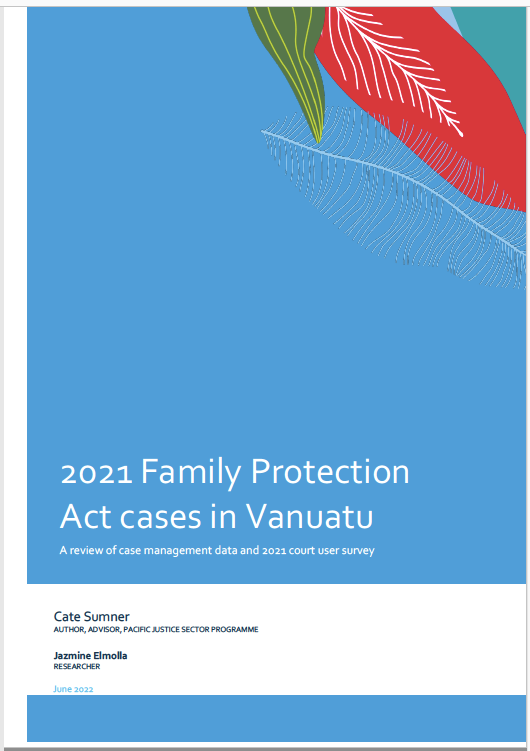 2021 Family Protection
Act cases in Vanuatu
A review of case management data and 2021 court user survey
Cate Sumner
AUTHOR, ADVISOR, PACIFIC JUSTICE SECTOR PROGRAMME
Jazmine Elmolla
RESEARCHER
June 2022